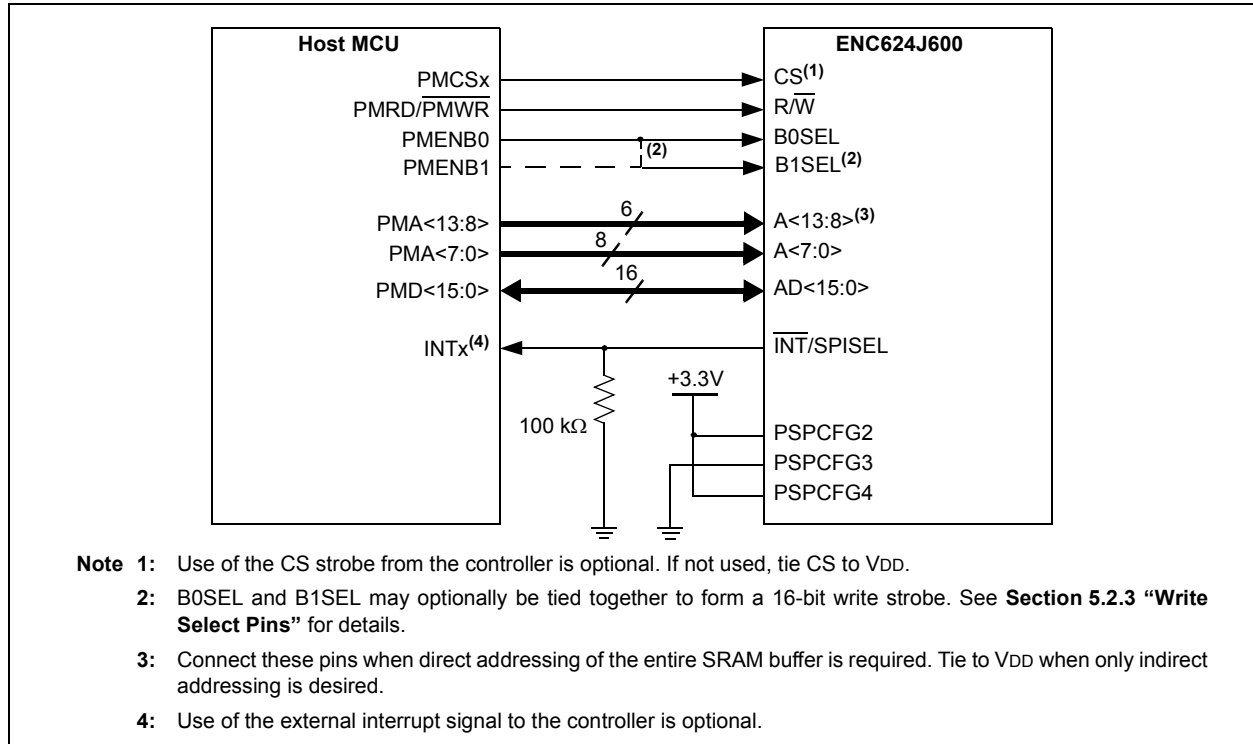 Host MCU
ENC624J600
PMCSx
CS(1)
PMRD/PMWR
R/W
PMENB0
B0SEL
(2)
PMENB1
B1SEL(2)
PMA<13:8>
6
A<13:8>(3)
PMA<7:0>
8
A<7:0>
PMD<15:0>
16
AD<15:0>
INTx(4)
INT/SPISEL
+3.3V
100 kΩ
PSPCFG2
PSPCFG3
PSPCFG4
Note 1: Use of the CS strobe from the controller is optional. If not used, tie CS to VDD.
2: B0SEL and B1SEL may optionally be tied together to form a 16-bit write strobe. See Section 5.2.3 “Write
Select Pins” for details.
3: Connect these pins when direct addressing of the entire SRAM buffer is required. Tie to VDD when only indirect
addressing is desired.
4: Use of the external interrupt signal to the controller is optional.